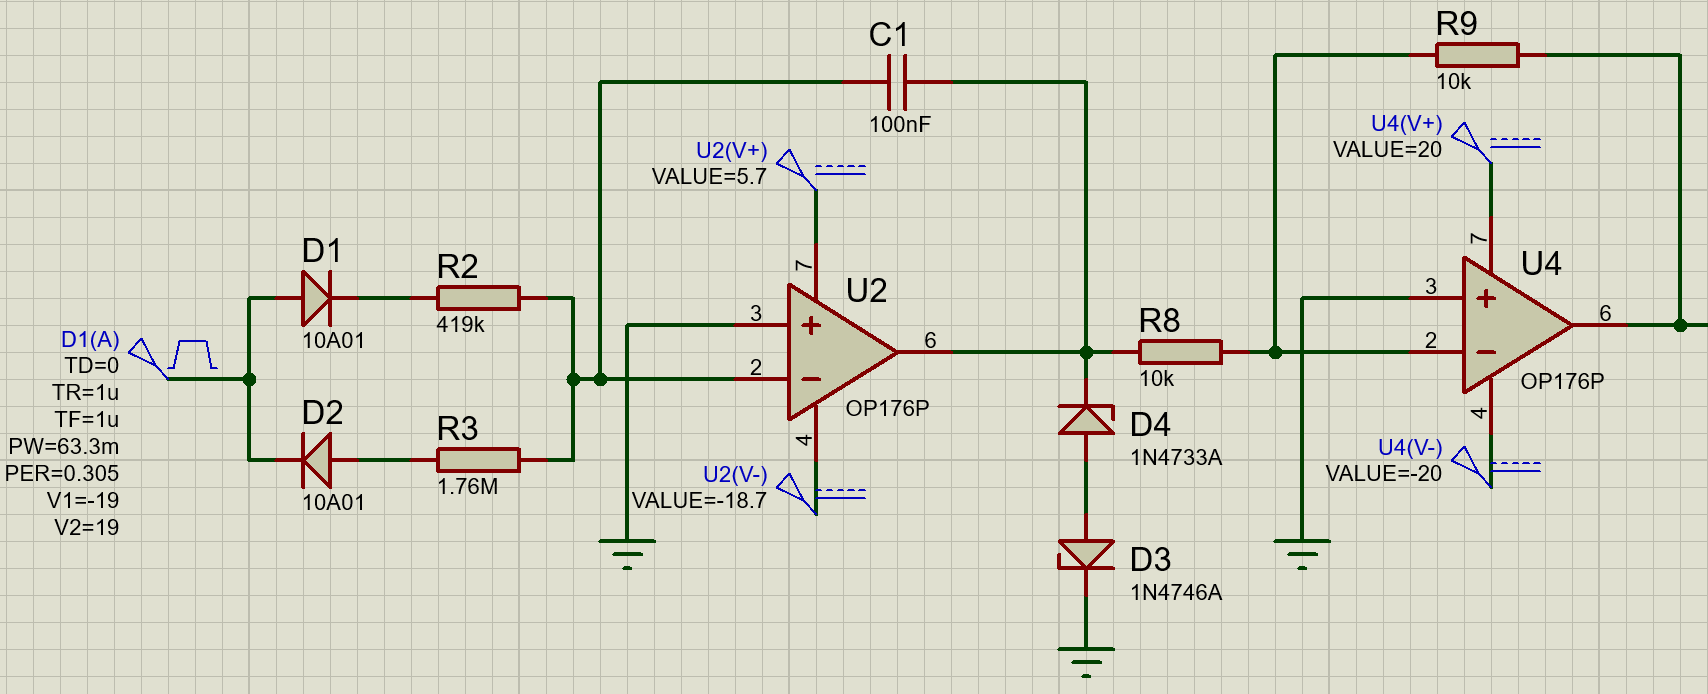 C1
100nF
R9
10k
U2(V+)
VALUE=5.7
U4(V+)
VALUE=20
D1
10A01
R2
419k
7
U2
3
2
6
4
OP176P
7
U4
3
2
6
4
OP176P
D1(A)
TD=0
TR=1u
TF=1u
PW=63.3m
PER=0.305
V1=-19
V2=19
D2
10A01
R3
1.76M
U2(V-)
VALUE=-18.7
R8
10k
D4
1N4733A
U4(V-)
VALUE=-20
D3
1N4746A